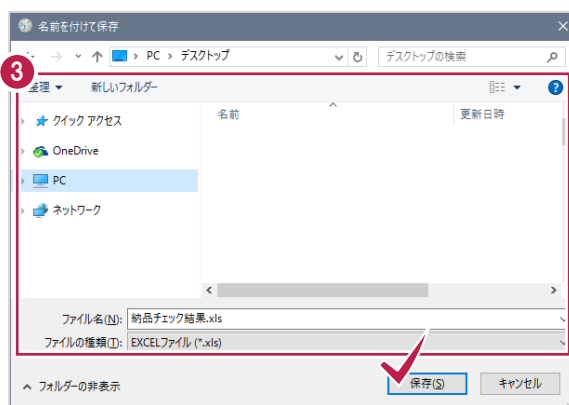 名前を付けて保存
PC › デスクトップ
デスクトップの検索
3
整理 新しいフォルダー
名前 更新日時
クイック アクセス
OneDrive
PC
ネットワーク
ファイル名(N): 納品チェック結果.xls
ファイルの種類(T): EXCELファイル (*.xls)
フォルダーの非表示
保存(S) キャンセル